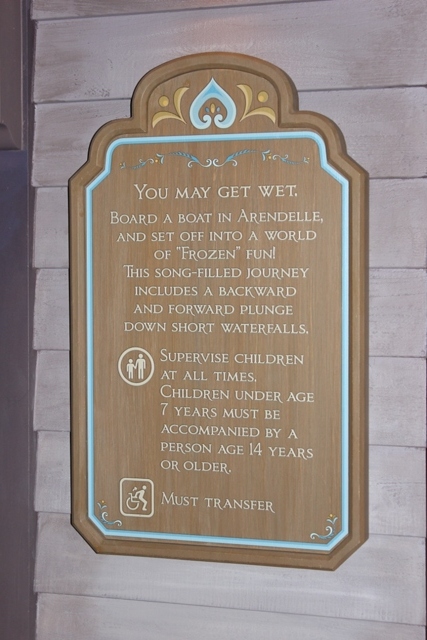 You may get wet.
Board a boat in Arendelle,
and set off into a world
of "Frozen" fun!
This song-filled journey
includes a backward
and forward plunge
down short waterfalls.
Supervise children
at all times.
Children under age
7 years must be
accompanied by a
person age 14 years
or older.
Must transfer